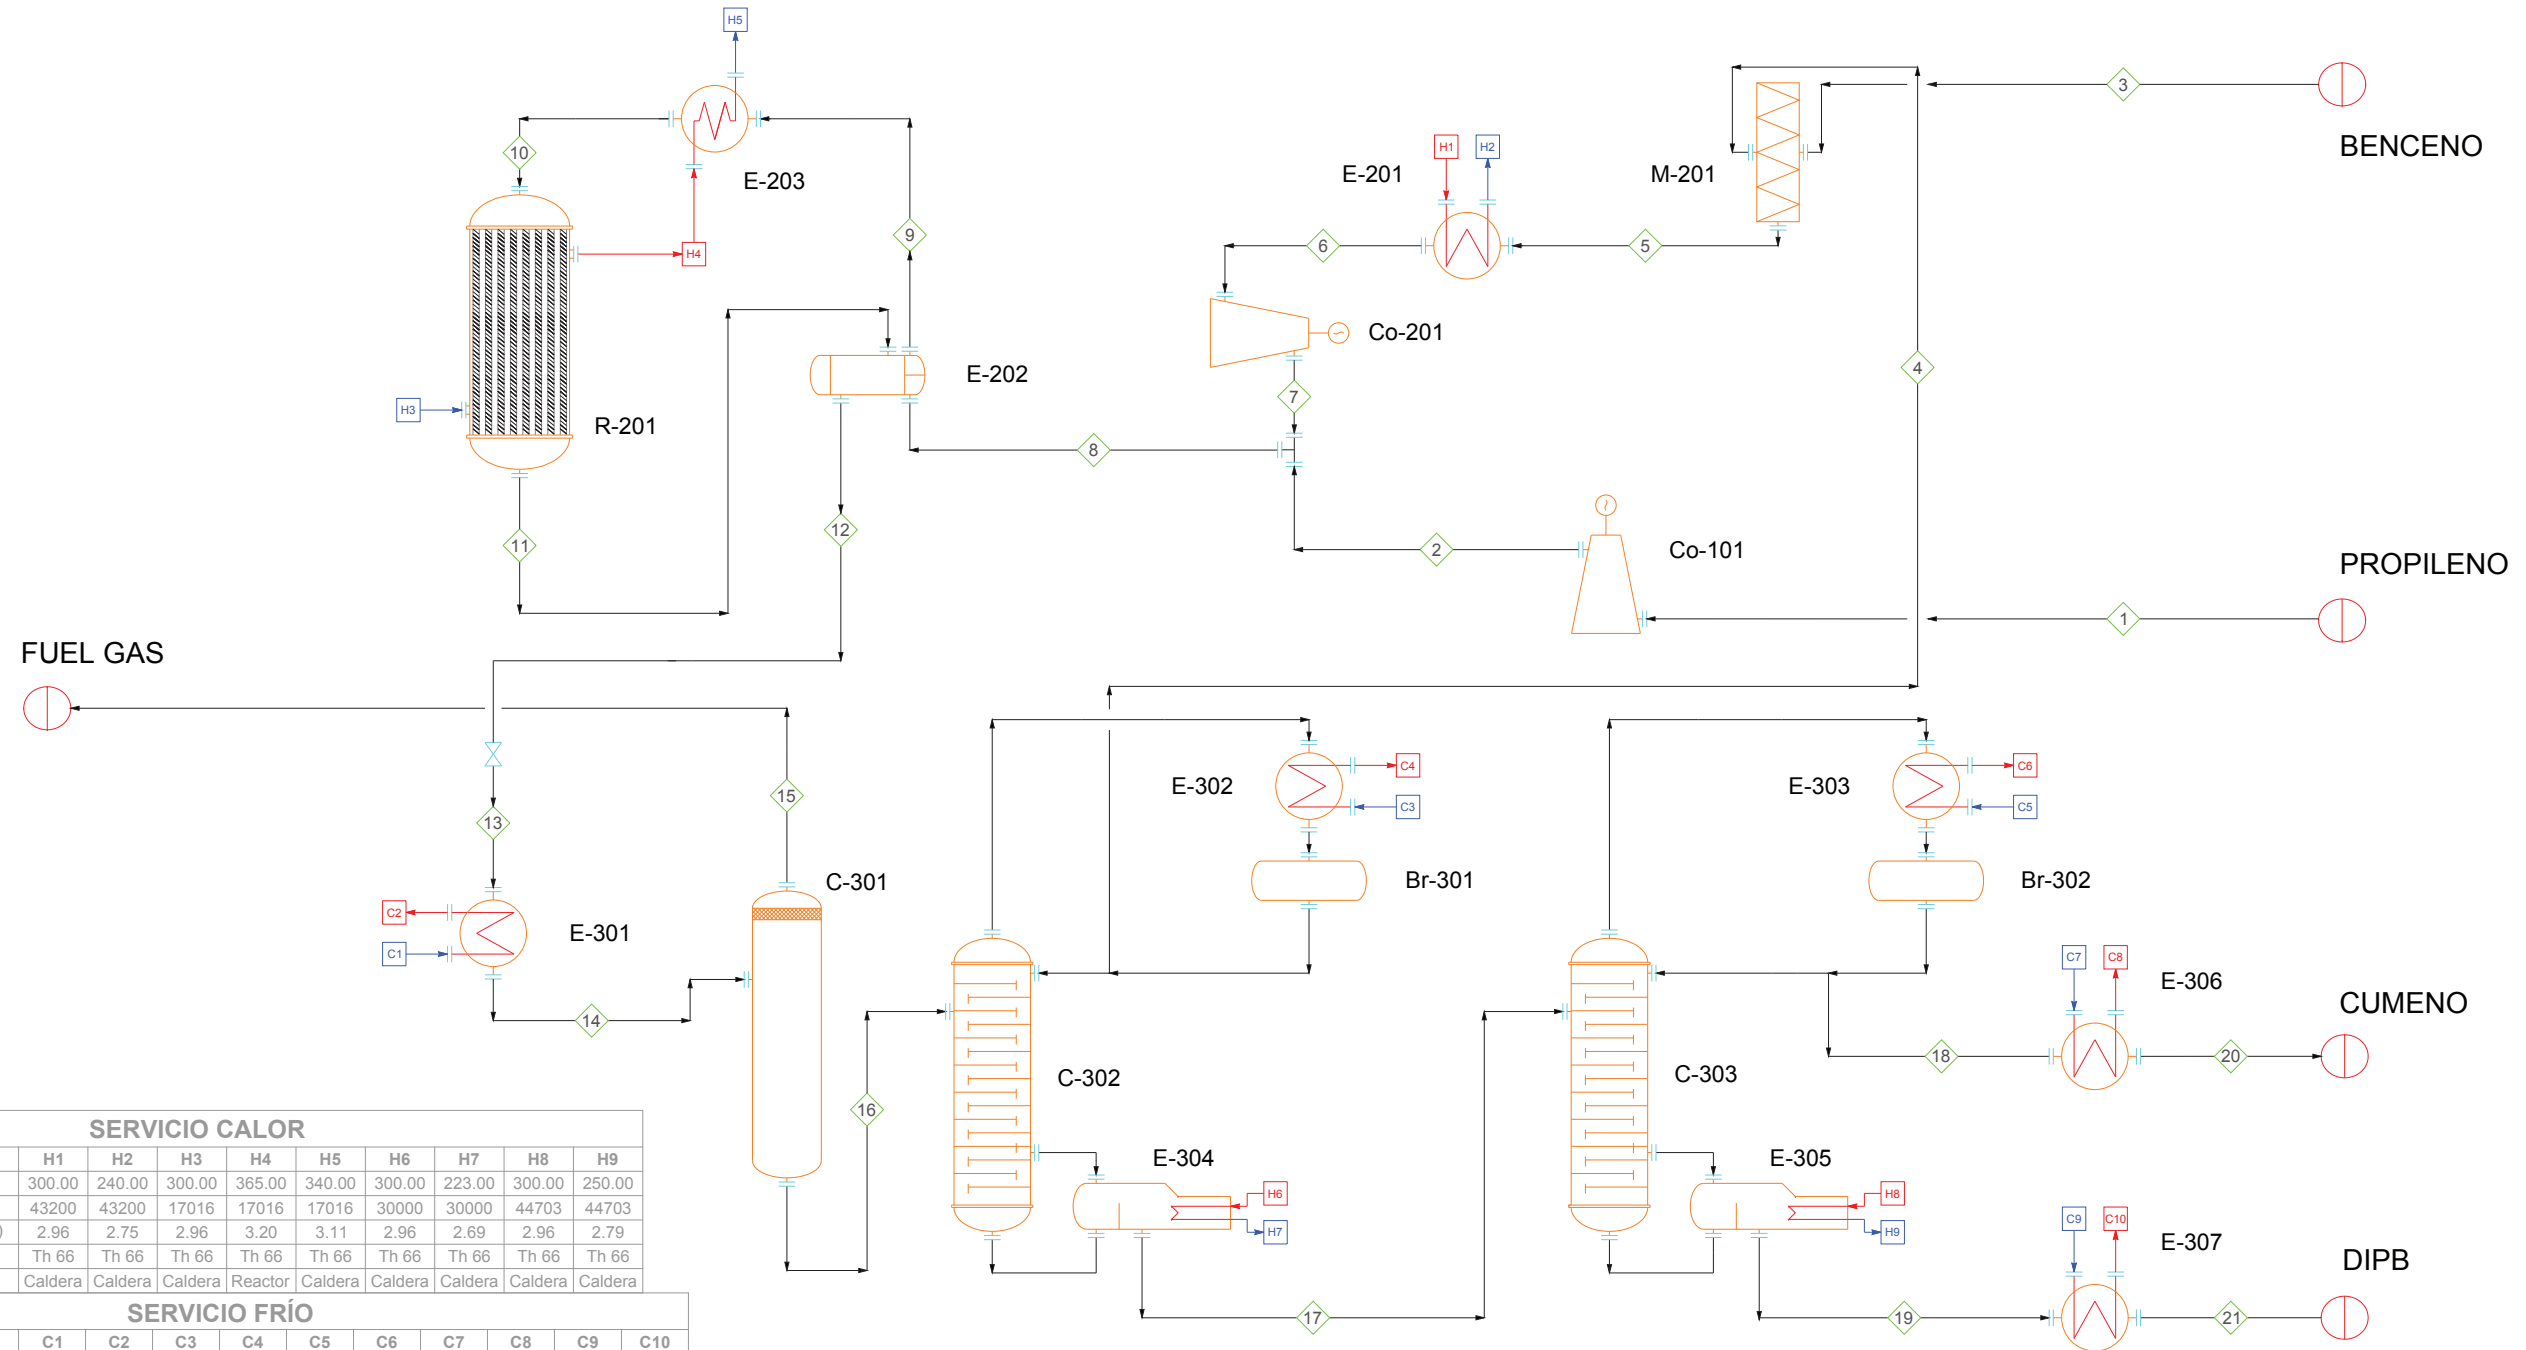 H5
3
BENCENO
10
E-203
H1 H2
E-201
M-201
9
6
5
H4
Co-201
4
E-202
7
H3
R-201
8
12
11
2
Co-101
PROPILENO
1
FUEL GAS
C4
E-302
C3
C6
E-303
C5
15
13
C-301
Br-301
Br-302
C2
E-301
C1
C7 C8
E-306
CUMENO
14
18
20
C-302
C-303
16
E-304
H6
H7
E-305
H8
H9
C9 C10
E-307
DIPB
17
19
21
SERVICIO CALOR
H1 H2 H3 H4 H5 H6 H7 H8 H9
300.00 240.00 300.00 365.00 340.00 300.00 223.00 300.00 250.00
43200 43200 17016 17016 17016 30000 30000 44703 44703
) 2.96 2.75 2.96 3.20 3.11 2.96 2.69 2.96 2.79
Th 66 Th 66 Th 66 Th 66 Th 66 Th 66 Th 66 Th 66 Th 66
Caldera Caldera Caldera Reactor Caldera Caldera Caldera Caldera Caldera
SERVICIO FRÍO
C1 C2 C3 C4 C5 C6 C7 C8 C9 C10